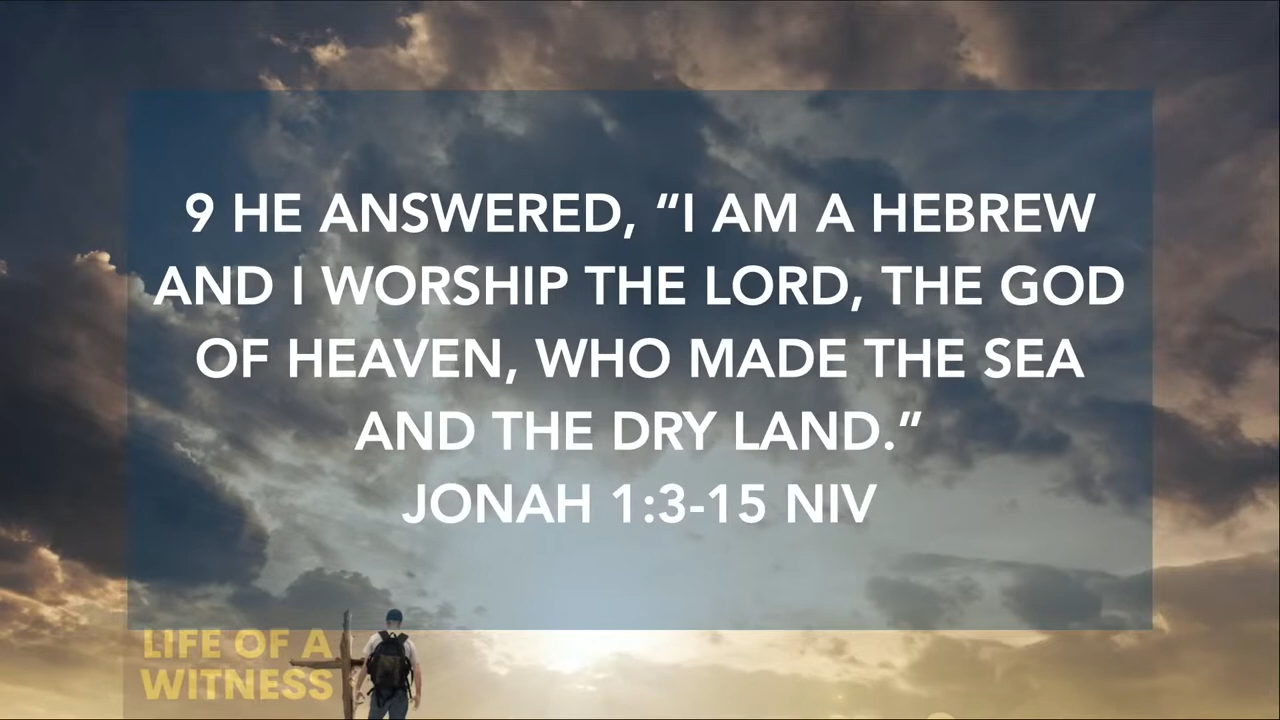 9 HE ANSWERED, “I AM A HEBREW
AND I WORSHIP THE LORD, THE GOD
OF HEAVEN, WHO MADE THE SEA
AND THE DRY LAND.”
JONAH 1:3-15 NIV
LIFE OF A
WITNESS